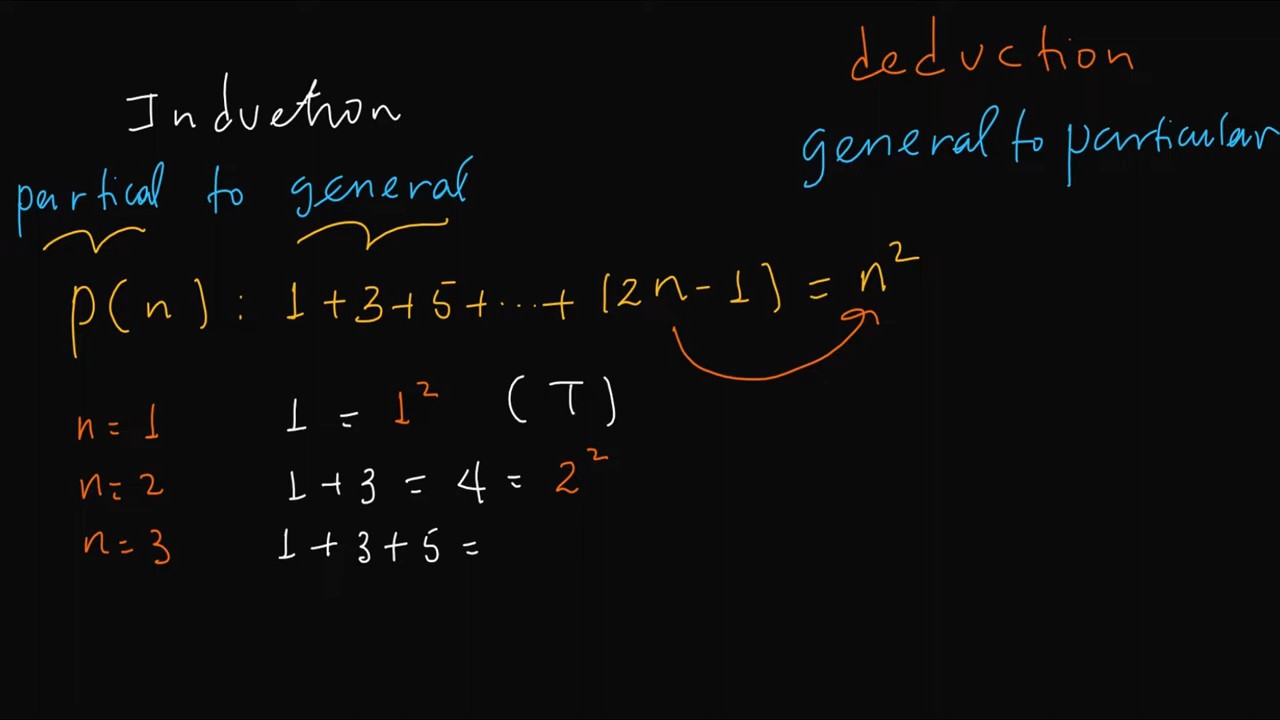 Induction
deduction
partical to general
general to particular
P(n): 1+3+5+...+(2n-1) = n²
n=1 1 = 1² (T)
n=2 1+3 = 4 = 2²
n=3 1+3+5 =